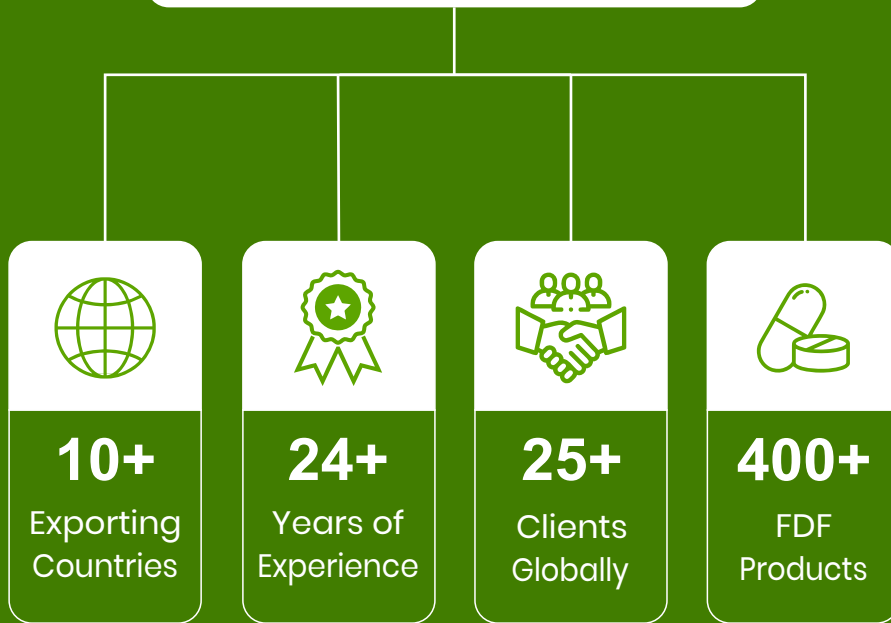 10+
Exporting
Countries
24+
Years of
Experience
25+
Clients
Globally
400+
FDF
Products